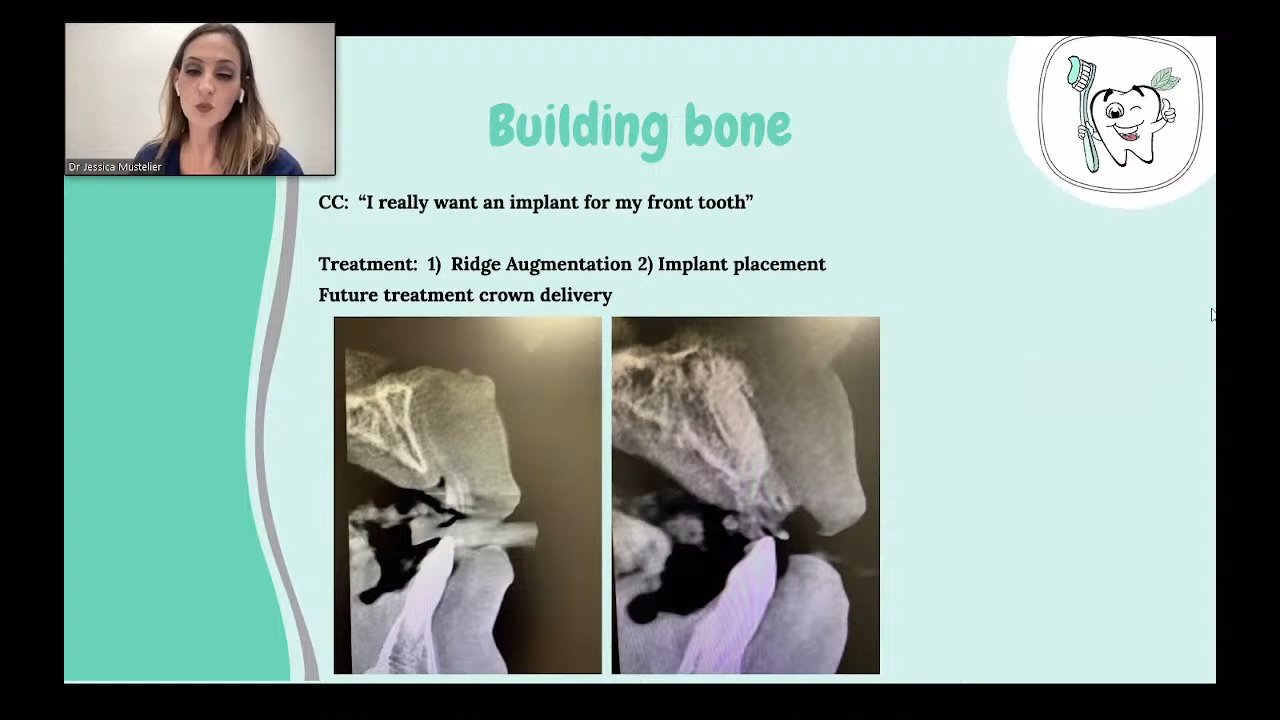 Dr Jessica Mustelier
Building bone
CC:  “I really want an implant for my front tooth”
Treatment:  1)  Ridge Augmentation 2) Implant placement
Future treatment crown delivery